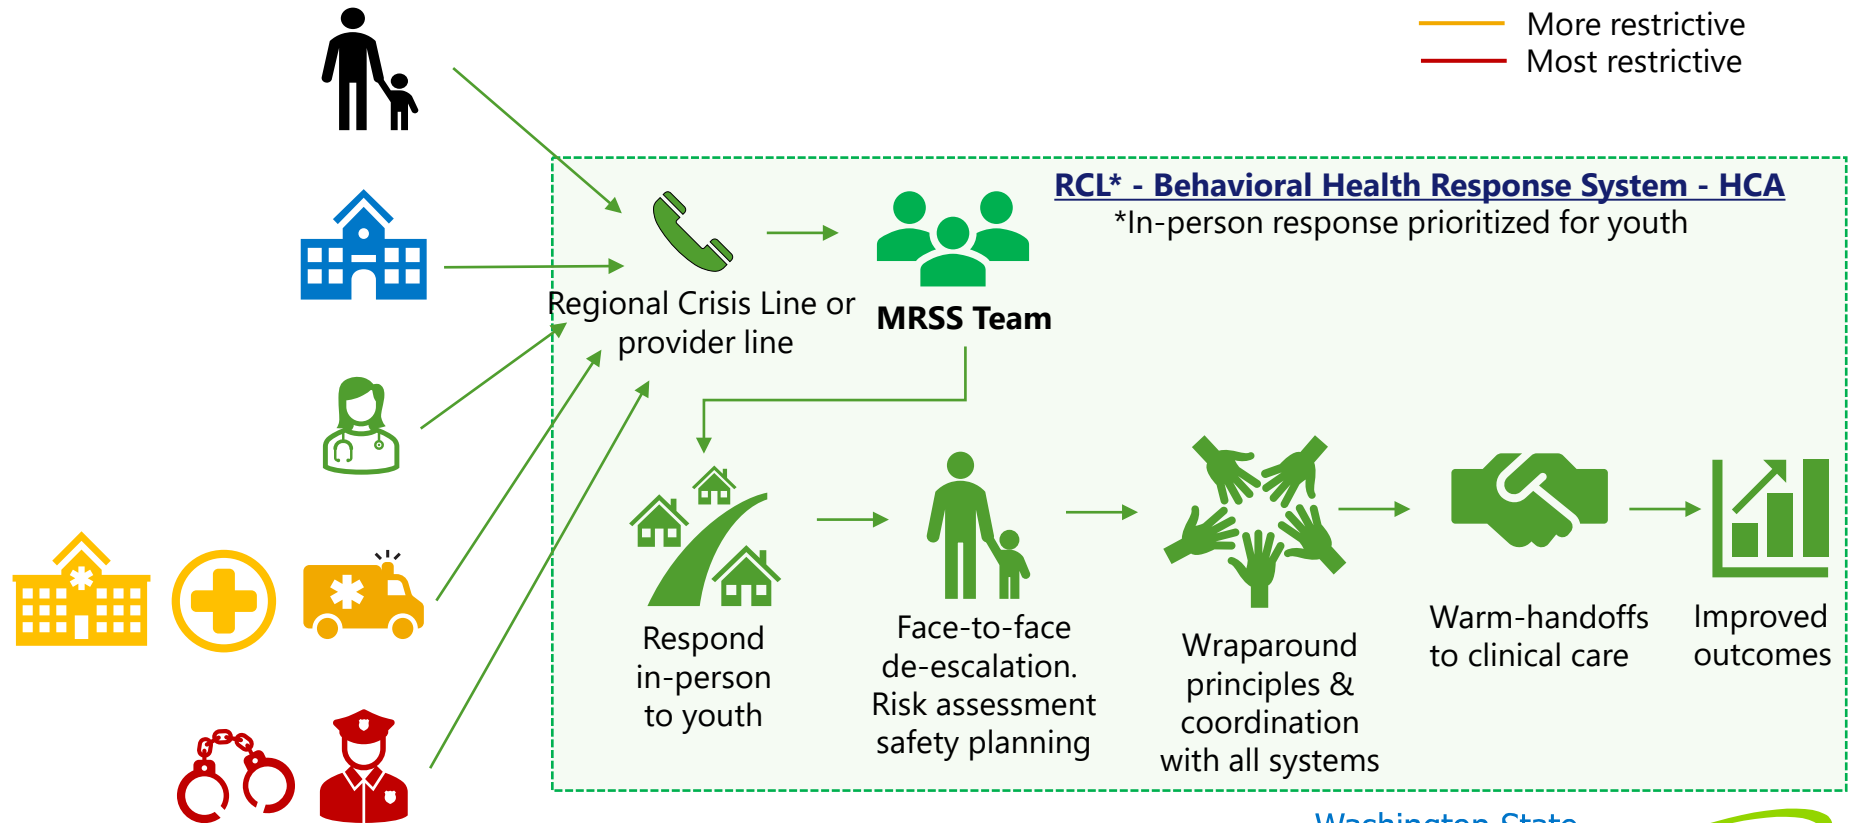 More restrictive
Most restrictive
RCL* - Behavioral Health Response System - HCA
*In-person response prioritized for youth
Regional Crisis Line or
provider line
MRSS Team
Respond
in-person
to youth
Face-to-face
de-escalation.
Risk assessment
safety planning
Wraparound
principles &
coordination
with all systems
Warm-handoffs
to clinical care
Improved
outcomes
Washington State